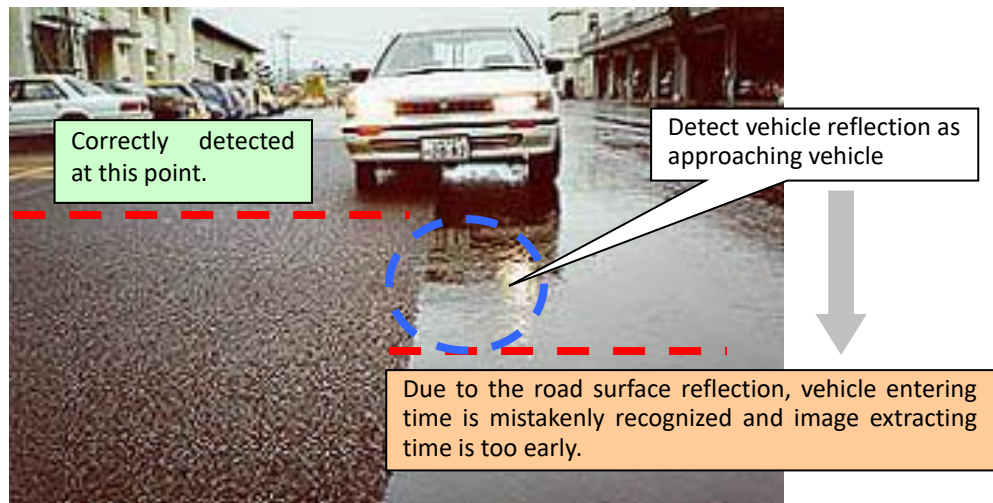 Correctly detected
at this point.
Detect vehicle reflection as
approaching vehicle
Due to the road surface reflection, vehicle entering
time is mistakenly recognized and image extracting
time is too early.